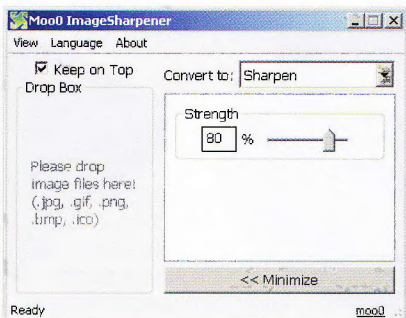 Moo0 ImageSharpener
View Language About
Keep on Top
Convert to: Sharpen
Drop Box
Strength
80 %
Please drop
image files here!
(.jpg, .gif, .png,
.bmp, .ico)
<< Minimize
Ready
moo0